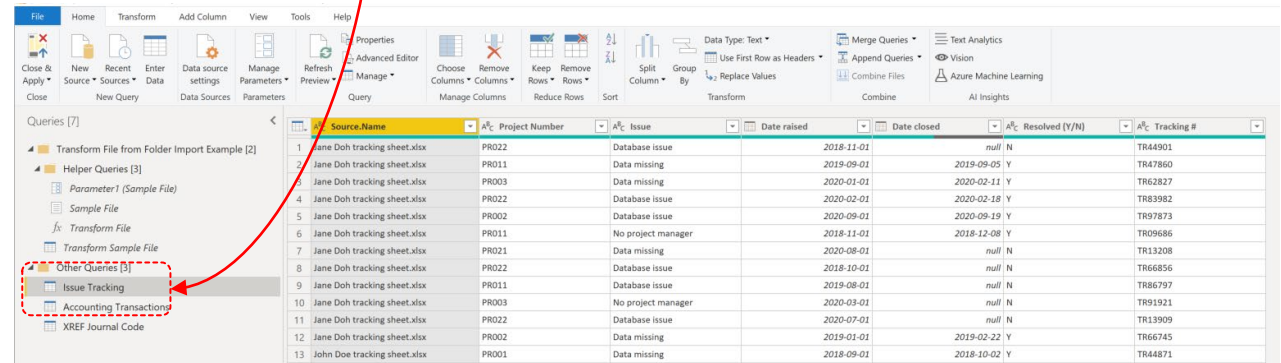 File Home Transform Add Column View Tools Help
Close & Apply New Source Recent Sources Enter Data Data source settings Manage Parameters Refresh Preview Properties Advanced Editor Manage Choose Columns Remove Columns Keep Rows Remove Rows Split Column Group By Data Type: Text Use First Row as Headers Replace Values Merge Queries Append Queries Combine Files Text Analytics Vision Azure Machine Learning
Close New Query Data Sources Parameters Query Manage Columns Reduce Rows Sort Transform Combine AI Insights
Queries [7]
Transform File from Folder Import Example [2]
Helper Queries [3]
Parameter1 (Sample File)
Sample File
fx Transform File
Transform Sample File
Other Queries [3]
Issue Tracking
Accounting Transactions
XREF Journal Code
ABC Source.Name ABC Project Number ABC Issue Date raised Date closed ABC Resolved (Y/N) ABC Tracking #
1 Jane Doh tracking sheet.xlsx PR022 Database issue 2018-11-01 null N TR44901
2 Jane Doh tracking sheet.xlsx PR011 Data missing 2019-09-01 2019-09-05 Y TR47860
3 Jane Doh tracking sheet.xlsx PR003 Data missing 2020-01-01 2020-02-11 Y TR62827
4 Jane Doh tracking sheet.xlsx PR022 Database issue 2020-02-01 2020-02-18 Y TR83982
5 Jane Doh tracking sheet.xlsx PR002 Database issue 2020-09-01 2020-09-19 Y TR97873
6 Jane Doh tracking sheet.xlsx PR011 No project manager 2018-11-01 2018-12-08 Y TR09686
7 Jane Doh tracking sheet.xlsx PR021 Data missing 2020-08-01 null N TR13208
8 Jane Doh tracking sheet.xlsx PR022 Database issue 2018-10-01 null N TR66856
9 Jane Doh tracking sheet.xlsx PR011 Database issue 2019-08-01 null N TR86797
10 Jane Doh tracking sheet.xlsx PR003 No project manager 2020-03-01 null N TR91921
11 Jane Doh tracking sheet.xlsx PR022 Database issue 2020-07-01 null N TR13909
12 Jane Doh tracking sheet.xlsx PR002 Data missing 2019-01-01 2019-02-22 Y TR66745
13 John Doe tracking sheet.xlsx PR001 Data missing 2018-09-01 2018-10-02 Y TR44871